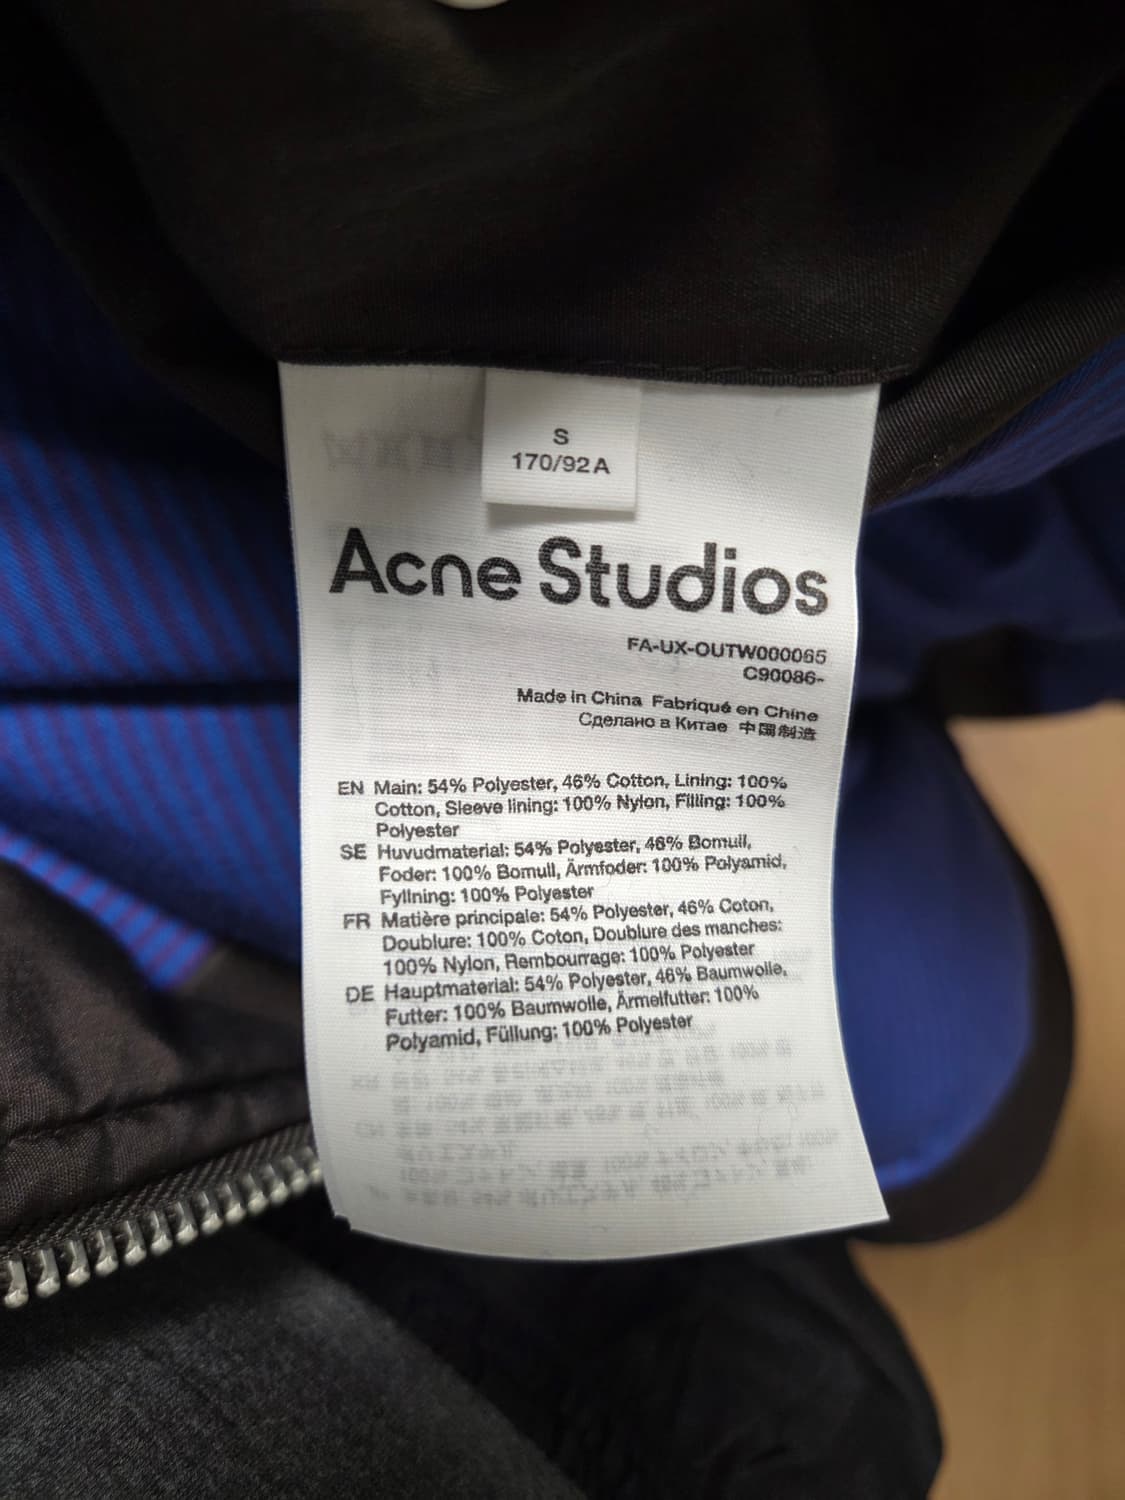 S
170/92A
Acne Studios
FA-UX-OUTW000065
C90086-
Made in China Fabriqué en Chine
Сделано в Китае 中国制造
EN Main: 54% Polyester, 46% Cotton, Lining: 100%
Cotton, Sleeve lining: 100% Nylon, Filling: 100%
Polyester
SE Huvudmaterial: 54% Polyester, 46% Bomull,
Foder: 100% Bomull, Ärmfoder: 100% Polyamid,
Fyllning: 100% Polyester
FR Matière principale: 54% Polyester, 46% Coton,
Doublure: 100% Coton, Doublure des manches:
100% Nylon, Rembourrage: 100% Polyester
DE Hauptmaterial: 54% Polyester, 46% Baumwolle,
Futter: 100% Baumwolle, Ärmelfutter: 100%
Polyamid, Füllung: 100% Polyester